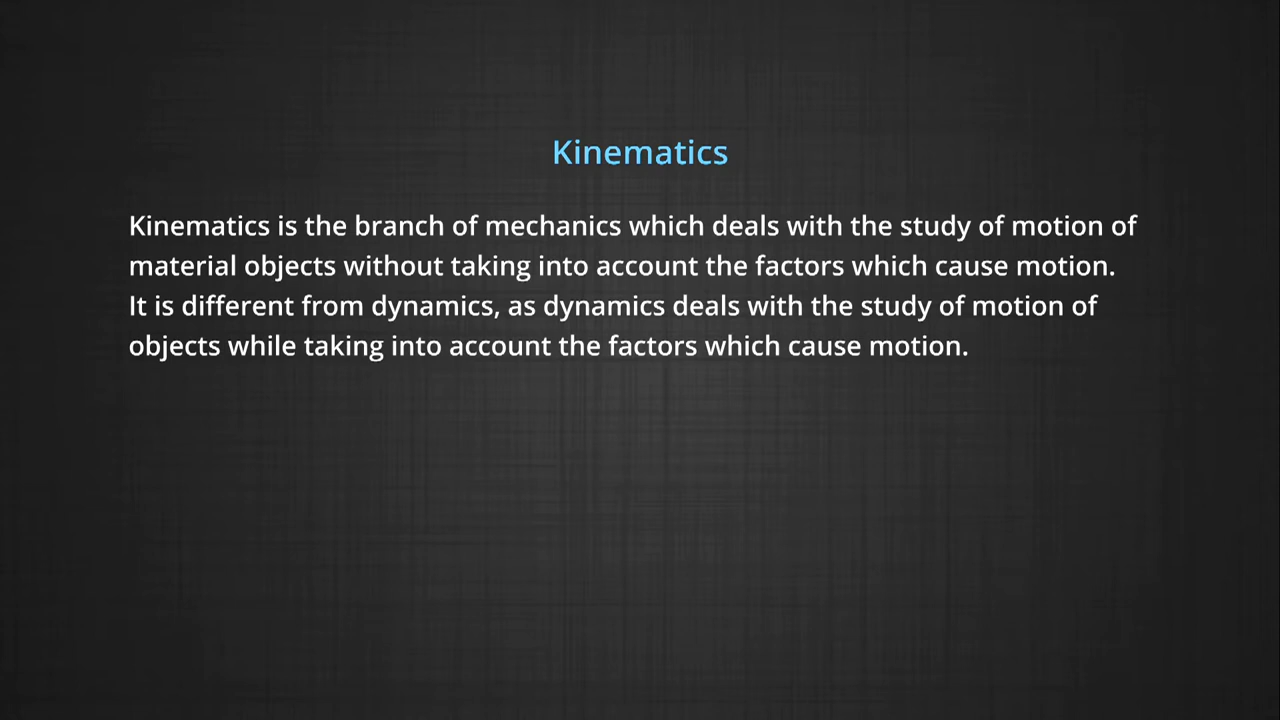 Kinematics
Kinematics is the branch of mechanics which deals with the study of motion of
material objects without taking into account the factors which cause motion.
It is different from dynamics, as dynamics deals with the study of motion of
objects while taking into account the factors which cause motion.